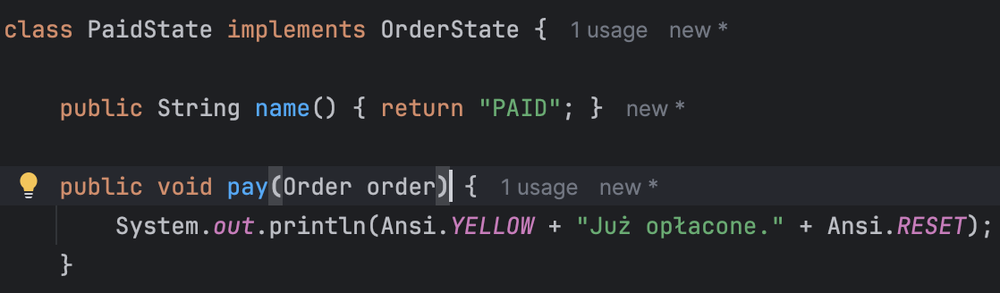 class PaidState implements OrderState {   1 usage   new *
    public String name() { return "PAID"; }   new *
    public void pay(Order order) {   1 usage   new *
        System.out.println(Ansi.YELLOW + "Już opłacone." + Ansi.RESET);
    }